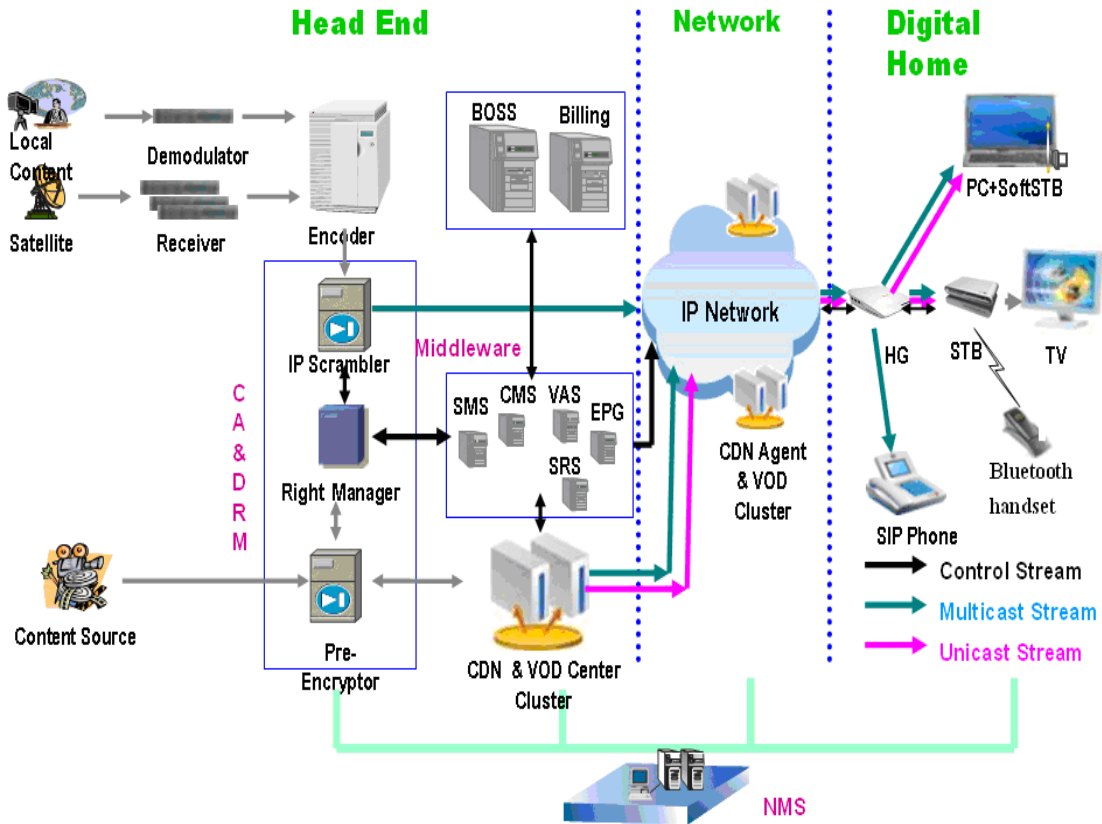 Head End
Network
Digital
Home
Local
Content
Demodulator
Satellite
Receiver
Encoder
BOSS
Billing
PC+SoftSTB
IP Scrambler
Middleware
IP Network
HG
STB
TV
CA&DRM
Right Manager
SMS
CMS
VAS
EPG
SRS
CDN Agent
& VOD
Cluster
Bluetooth
handset
SIP Phone
Content Source
Pre-
Encryptor
CDN & VOD Center
Cluster
Control Stream
Multicast Stream
Unicast Stream
NMS